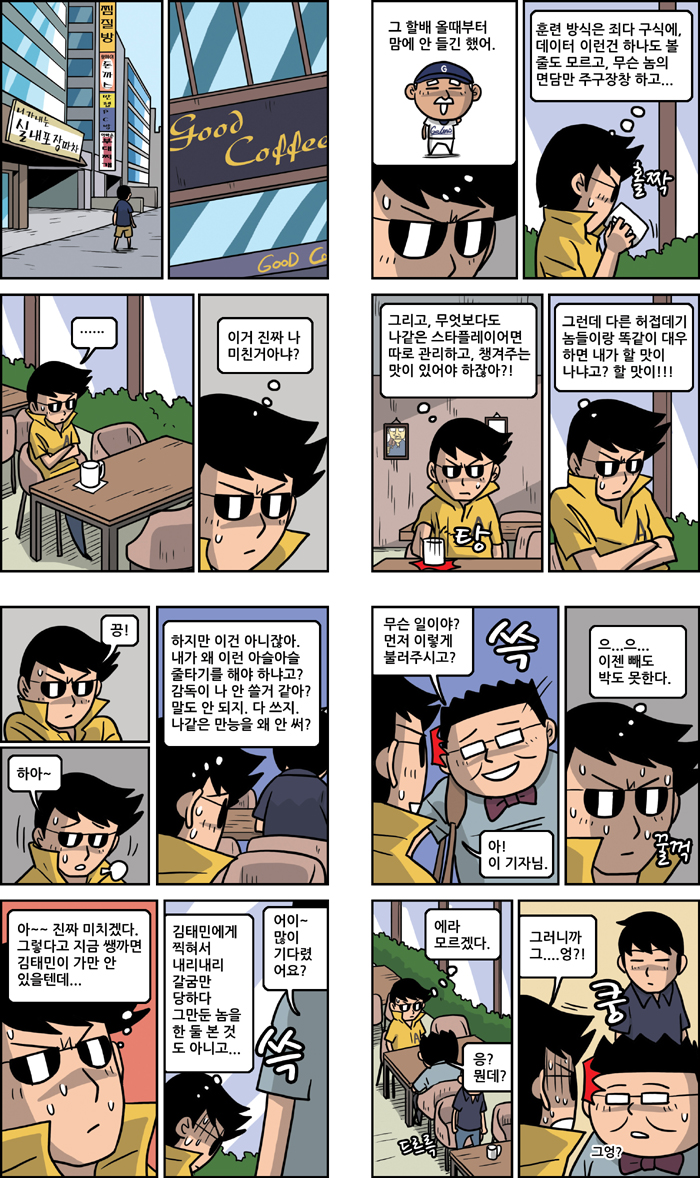 찜질방
돈까스
PC방
부대찌개
니가내는
실내포장마차
Good
Coffee
GOOD CO
......
이거 진짜 나
미친거아냐?
그 할배 올때부터
맘에 안 들긴 했어.
G
훈련 방식은 죄다 구식에,
데이터 이런건 하나도 볼
줄도 모르고, 무슨 놈의
면담만 주구장창 하고...
홀짝
그리고, 무엇보다도
나같은 스타플레이어면
따로 관리하고, 챙겨주는
맛이 있어야 하잖아?!
탕
그런데 다른 허접데기
놈들이랑 똑같이 대우
하면 내가 할 맛이
나냐고? 할 맛이!!!
끙!
하아~
하지만 이건 아니잖아.
내가 왜 이런 아슬아슬
줄타기를 해야 하냐고?
감독이 나 안 쓸거 같아?
말도 안 되지. 다 쓰지.
나같은 만능을 왜 안 써?
아~~ 진짜 미치겠다.
그렇다고 지금 쌩까면
김태민이 가만 안
있을텐데...
김태민에게
찍혀서
내리내리
갈굼만
당하다
그만둔 놈을
한 둘 본 것
도 아니고...
어이~
많이
기다렸
어요?
쓱
무슨 일이야?
먼저 이렇게
불러주시고?
쓱
아!
이 기자님.
으...으...
이젠 빼도
박도 못한다.
꿀꺽
에라
모르겠다.
응?
뭔데?
드르륵
그러니까
그....엉?!
쿵
그엉?